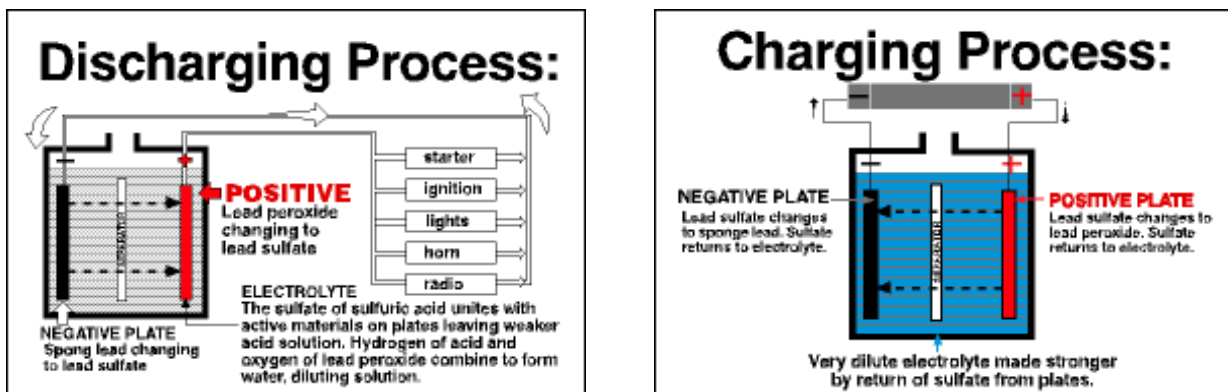 Discharging Process:
−
+
starter
ignition
lights
horn
radio
POSITIVE
Lead peroxide
changing to
lead sulfate
SEPARATOR
NEGATIVE PLATE
Spong lead changing
to lead sulfate
ELECTROLYTE
The sulfate of sulfuric acid unites with
active materials on plates leaving weaker
acid solution. Hydrogen of acid and
oxygen of lead peroxide combine to form
water, diluting solution.
Charging Process:
−
+
i
−
+
NEGATIVE PLATE
Lead sulfate changes
to sponge lead. Sulfate
returns to electrolyte.
SEPARATOR
POSITIVE PLATE
Lead sulfate changes to
lead peroxide. Sulfate
returns to electrolyte.
Very dilute electrolyte made stronger
by return of sulfate from plates.